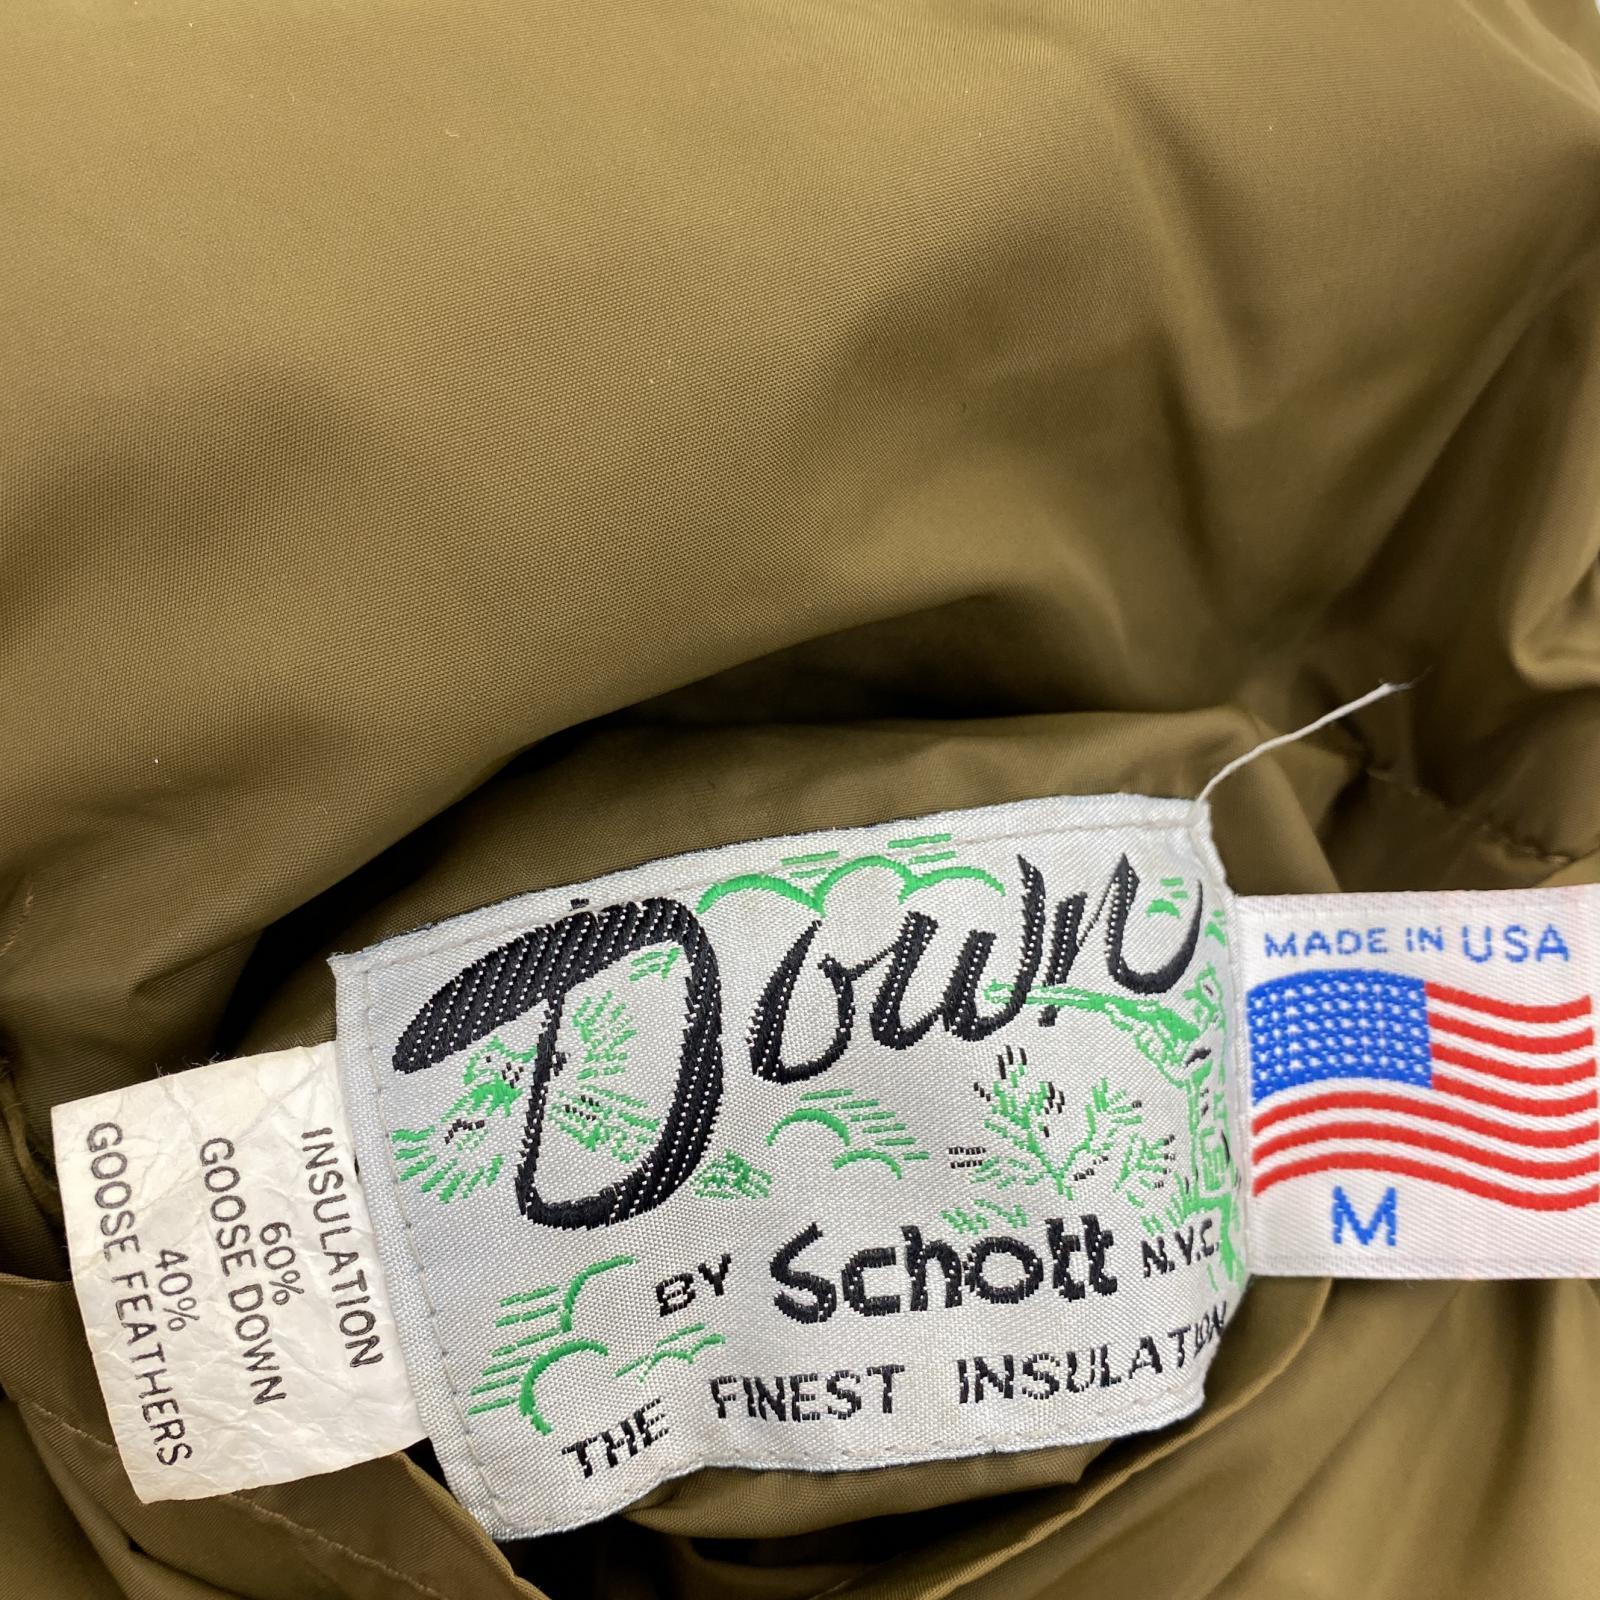 INSULATION
60%
GOOSE DOWN
40%
GOOSE FEATHERS
Down
BY Schott N.Y.C.
THE FINEST INSULATION
MADE IN USA
M